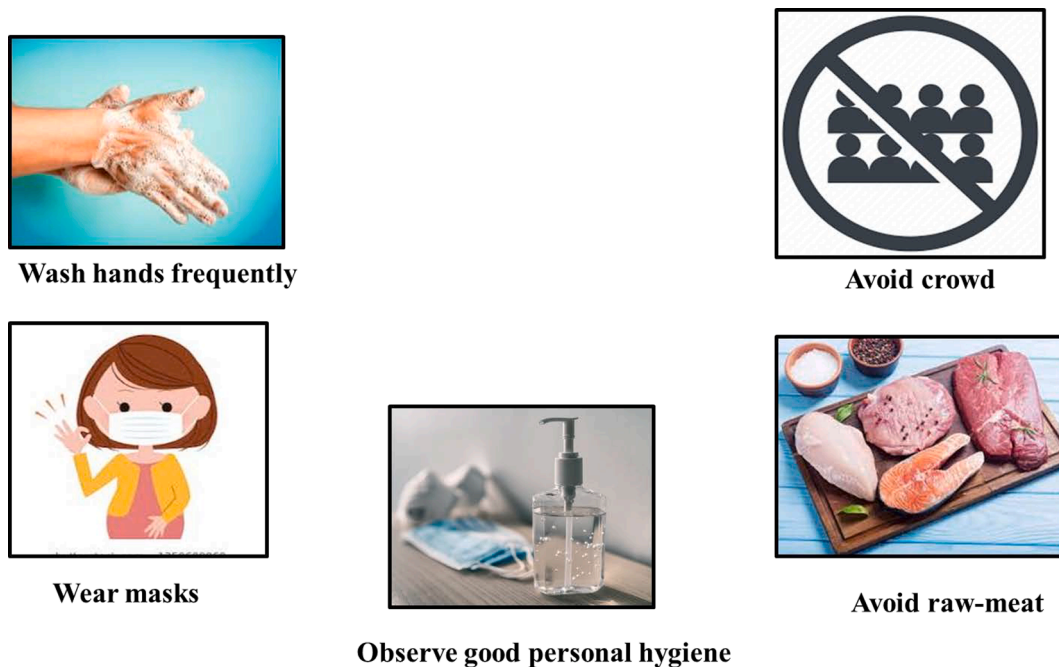 Wash hands frequently
Avoid crowd
Wear masks
Avoid raw-meat
Observe good personal hygiene